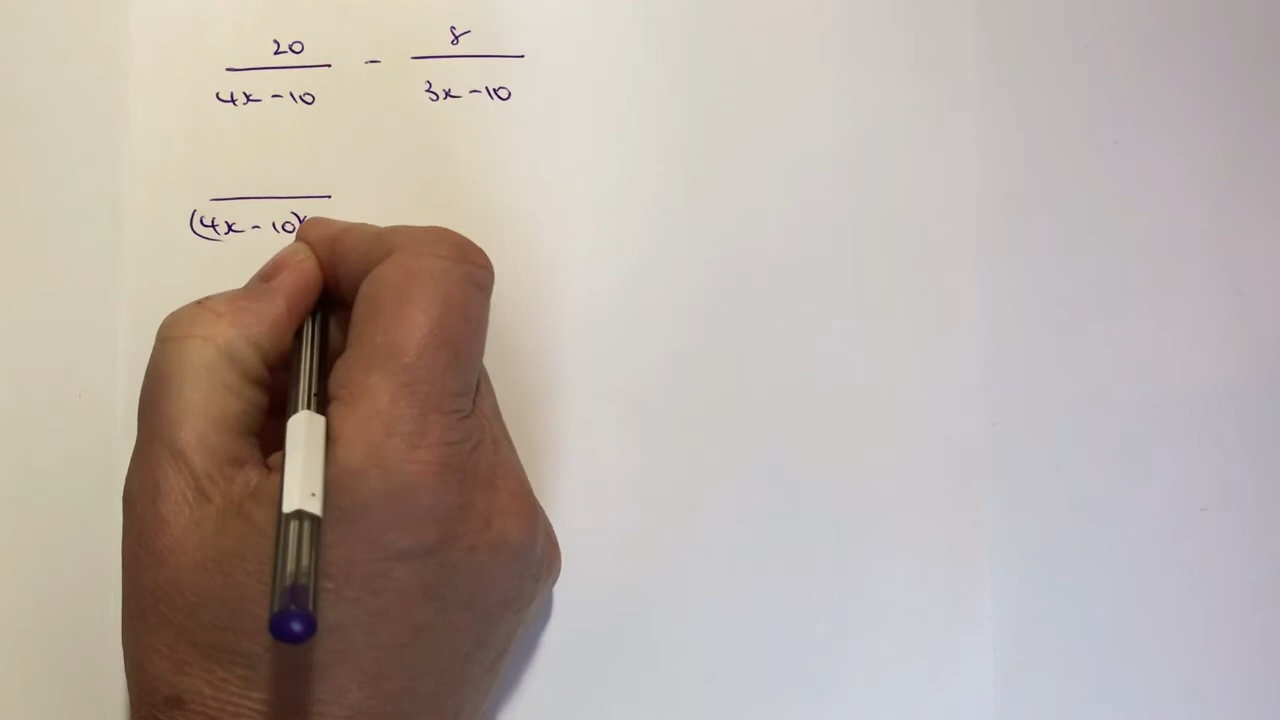 20 8
—
4x - 10 3x - 10
(4x - 10)